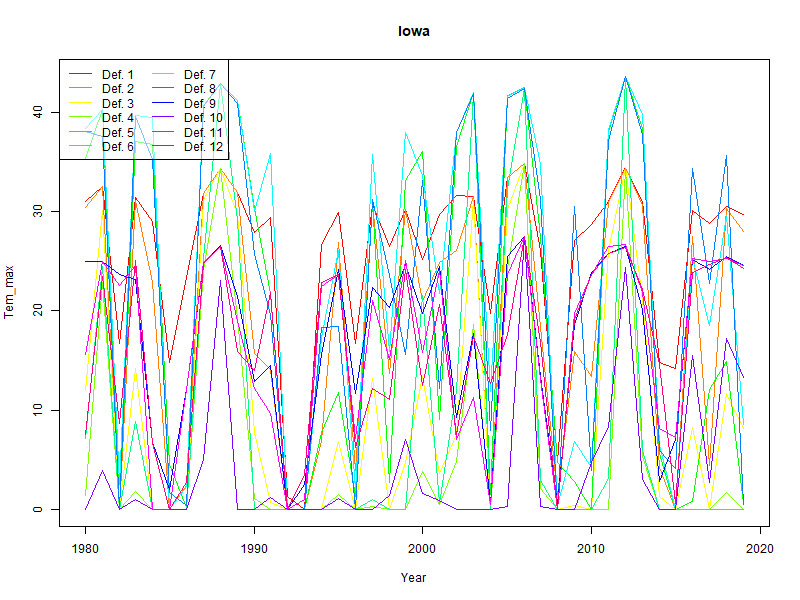 Iowa
Def. 1 Def. 7
Def. 2 Def. 8
Def. 3 Def. 9
Def. 4 Def. 10
Def. 5 Def. 11
Def. 6 Def. 12
Tem_max
40
30
20
10
0
1980 1990 2000 2010 2020
Year